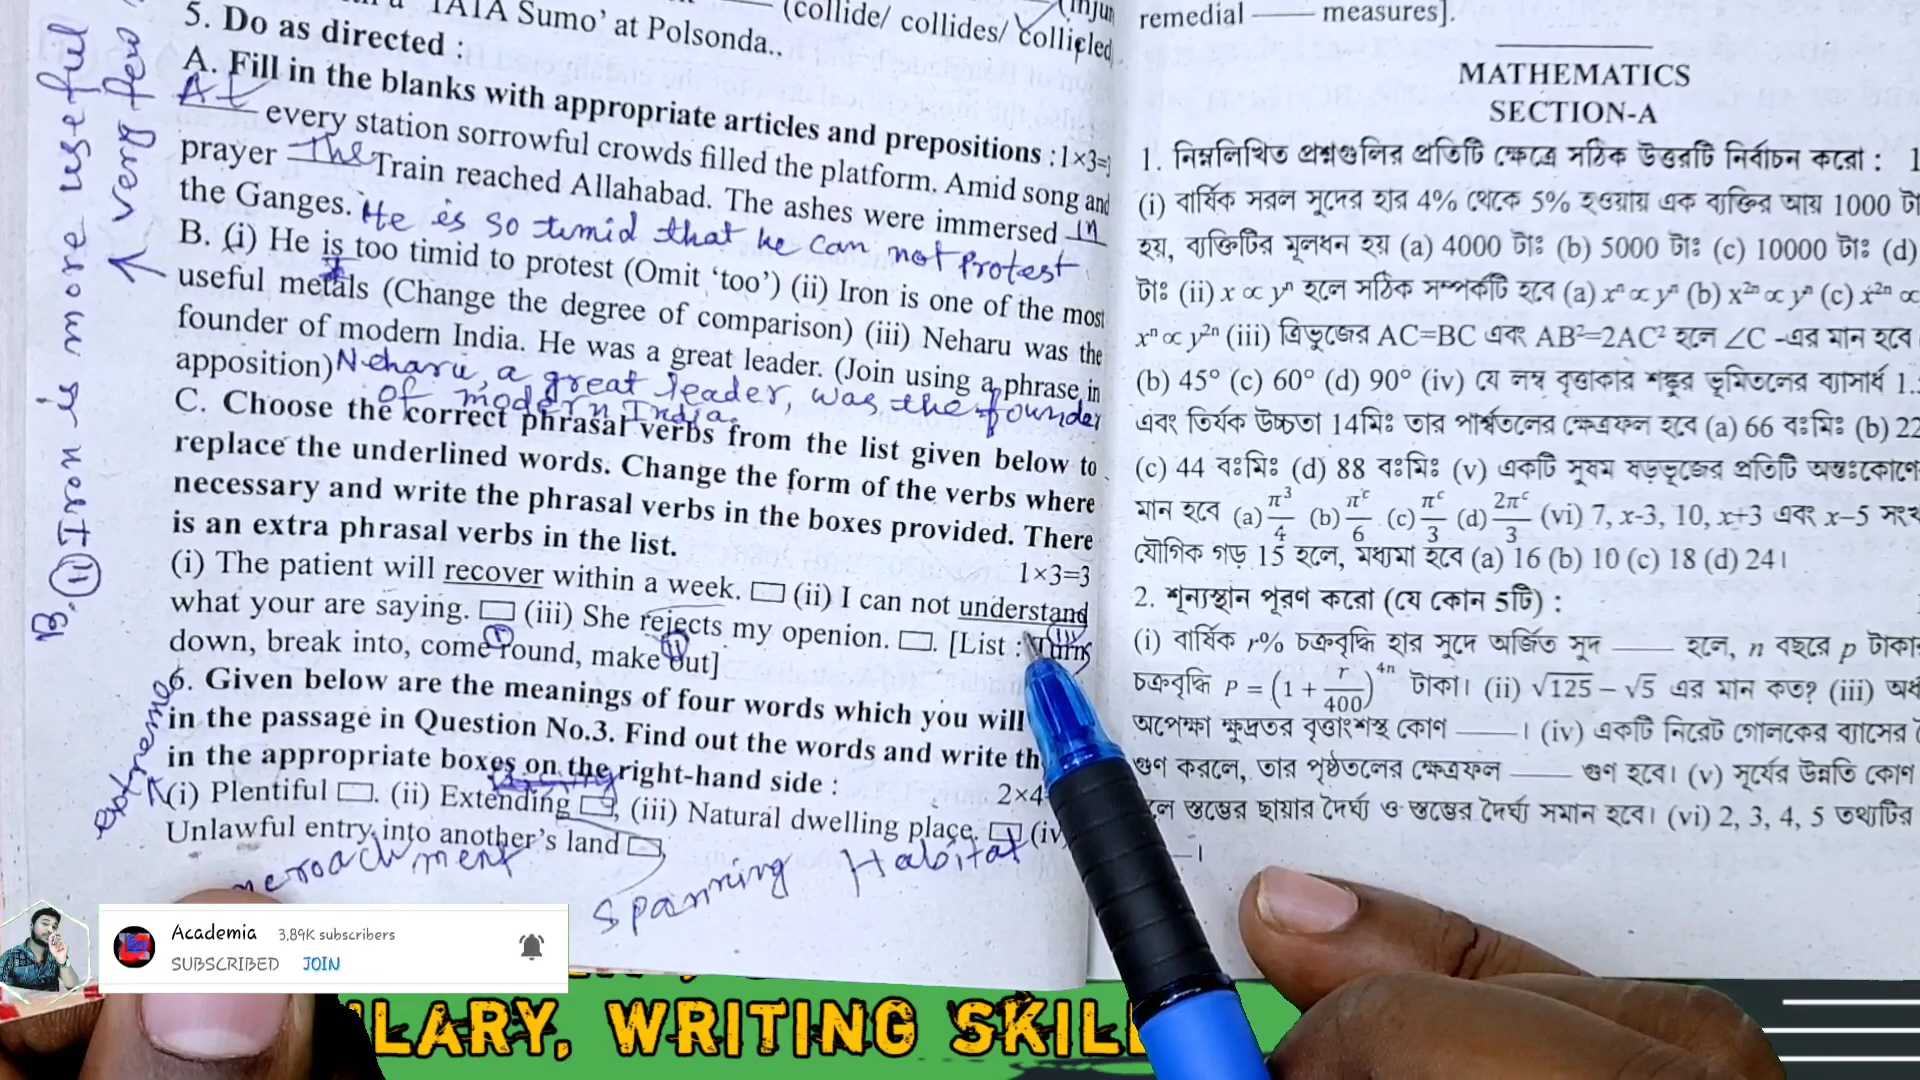 TATA Sumo' at Polsonda..
(collide/ collides/ collided
5. Do as directed :
A. Fill in the blanks with appropriate articles and prepositions : 1×3=
At every station sorrowful crowds filled the platform. Amid song and
prayer The Train reached Allahabad. The ashes were immersed in
the Ganges. He is so timid that he can not Protest
B. (i) He is too timid to protest (Omit 'too') (ii) Iron is one of the most
useful metals (Change the degree of comparison) (iii) Neharu was the
founder of modern India. He was a great leader. (Join using a phrase in
apposition) Neharu, a great leader, was the founder
of modern India.
C. Choose the correct phrasal verbs from the list given below to
replace the underlined words. Change the form of the verbs where
necessary and write the phrasal verbs in the boxes provided. There
is an extra phrasal verbs in the list. 1×3=3
(i) The patient will recover within a week. (ii) I can not understand
what your are saying. (iii) She rejects my openion. [List : Turns
down, break into, come round, make out]
6. Given below are the meanings of four words which you will
in the passage in Question No.3. Find out the words and write th
in the appropriate boxes on the right-hand side : 2×4
(i) Plentiful (ii) Extending (iii) Natural dwelling place. (iv)
Unlawful entry into another's land
Spanning Habitat
extreme
B. (ii) Iron is more useful
very few
remedial measures].
MATHEMATICS
SECTION-A
1. নিম্নলিখিত প্রশ্নগুলির প্রতিটি ক্ষেত্রে সঠিক উত্তরটি নির্বাচন করো : 1
(i) বার্ষিক সরল সুদের হার 4% থেকে 5% হওয়ায় এক ব্যক্তির আয় 1000 টা
হয়, ব্যক্তিটির মূলধন হয় (a) 4000 টাঃ (b) 5000 টাঃ (c) 10000 টাঃ (d)
টাঃ (ii) x ∝ yⁿ হলে সঠিক সম্পর্কটি হবে (a) xⁿ ∝ yⁿ (b) x²ⁿ ∝ yⁿ (c) x²ⁿ ∝
xⁿ ∝ y²ⁿ (iii) ত্রিভুজের AC=BC এবং AB²=2AC² হলে ∠C -এর মান হবে
(b) 45° (c) 60° (d) 90° (iv) যে লম্ব বৃত্তাকার শঙ্কুর ভূমিতলের ব্যাসার্ধ 1.
এবং তির্যক উচ্চতা 14মিঃ তার পার্শ্বতলের ক্ষেত্রফল হবে (a) 66 বঃমিঃ (b) 22
(c) 44 বঃমিঃ (d) 88 বঃমিঃ (v) একটি সুষম ষড়ভুজের প্রতিটি অন্তঃকোণে
মান হবে (a) π³/4 (b) πᶜ/6 (c) πᶜ/3 (d) 2πᶜ/3 (vi) 7, x-3, 10, x+3 এবং x-5 সংখ
যৌগিক গড় 15 হলে, মধ্যমা হবে (a) 16 (b) 10 (c) 18 (d) 24।
2. শূন্যস্থান পূরণ করো (যে কোন 5টি) :
(i) বার্ষিক r% চক্রবৃদ্ধি হার সুদে অর্জিত সুদ হলে, n বছরে p টাকা
চক্রবৃদ্ধি P = (1 + r/400)⁴ⁿ টাকা। (ii) √125 – √5 এর মান কত? (iii) অ
অপেক্ষা ক্ষুদ্রতর বৃত্তাংশস্থ কোণ । (iv) একটি নিরেট গোলকের ব্যাসের
গুণ করলে, তার পৃষ্ঠতলের ক্ষেত্রফল গুণ হবে। (v) সূর্যের উন্নতি কোণ
লে স্তম্ভের ছায়ার দৈর্ঘ্য ও স্তম্ভের দৈর্ঘ্য সমান হবে। (vi) 2, 3, 4, 5 তথ্যটির
Academia 3.89K subscribers
SUBSCRIBED JOIN
LARY, WRITING SKIL